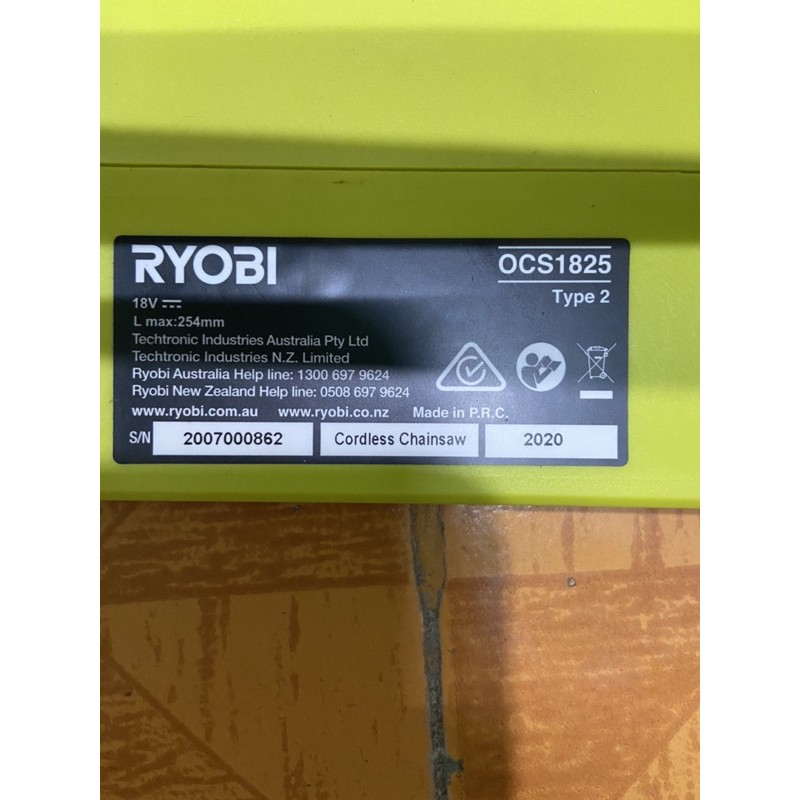 RYOBI
OCS1825
18V
Type 2
L max:254mm
Techtronic Industries Australia Pty Ltd
Techtronic Industries N.Z. Limited
Ryobi Australia Help line: 1300 697 9624
Ryobi New Zealand Help line: 0508 697 9624
www.ryobi.com.au www.ryobi.co.nz Made in P.R.C.
S/N 2007000862 Cordless Chainsaw 2020